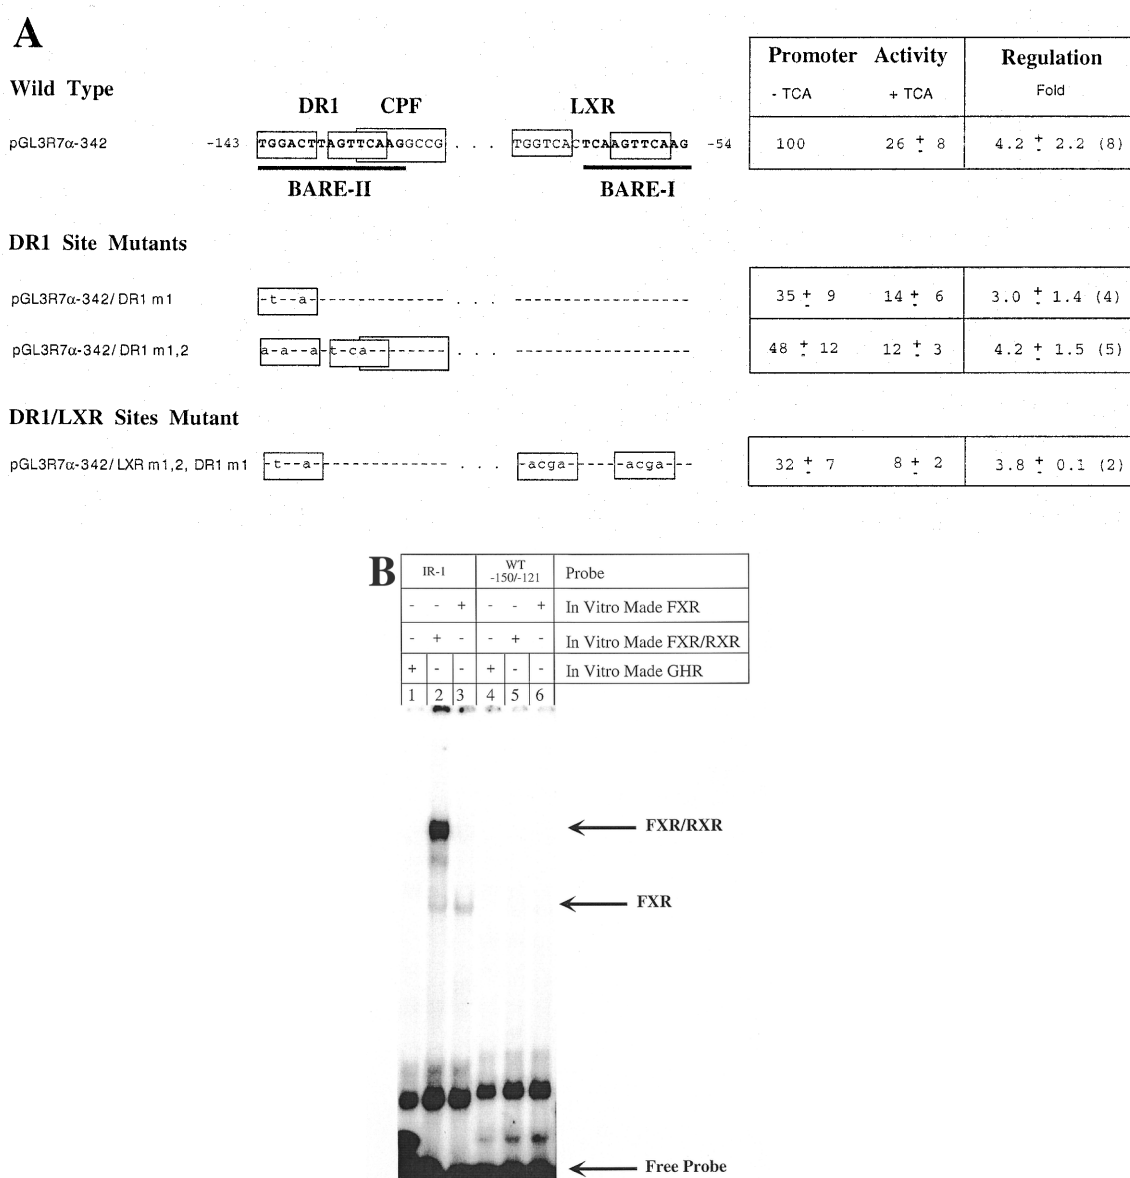 A
Promoter Activity Regulation
- TCA + TCA Fold
Wild Type
DR1 CPF LXR
pGL3R7α-342 -143 TGGACTTAGTTCAAGGCCG . . . TGGTCACTCAAGTTCAAG -54 100 26 ± 8 4.2 ± 2.2 (8)
BARE-II BARE-I
DR1 Site Mutants
pGL3R7α-342/ DR1 m1 -t--a------------- . . . ------------------ 35 ± 9 14 ± 6 3.0 ± 1.4 (4)
pGL3R7α-342/ DR1 m1,2 a-a--a-t-ca------- . . . ------------------ 48 ± 12 12 ± 3 4.2 ± 1.5 (5)
DR1/LXR Sites Mutant
pGL3R7α-342/ LXR m1,2, DR1 m1 -t--a------------- . . . -acga------acga--- 32 ± 7 8 ± 2 3.8 ± 0.1 (2)
B
IR-1 WT -150/-121 Probe
- - + - - + In Vitro Made FXR
- + - - + - In Vitro Made FXR/RXR
+ - - + - - In Vitro Made GHR
1 2 3 4 5 6
FXR/RXR
FXR
Free Probe